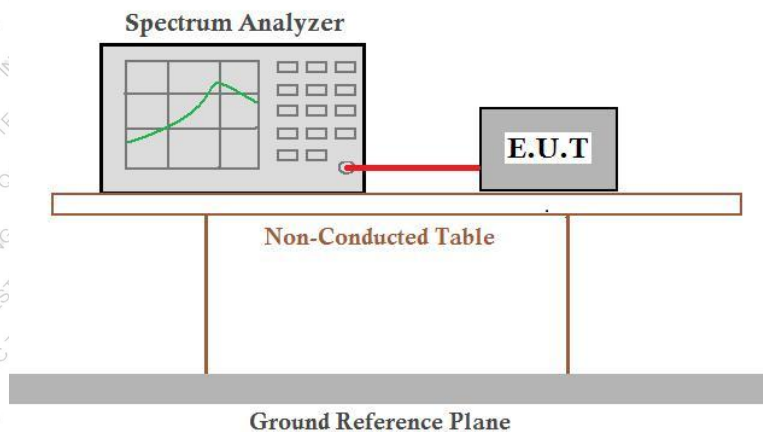 Spectrum Analyzer
E.U.T
Non-Conducted Table
Ground Reference Plane